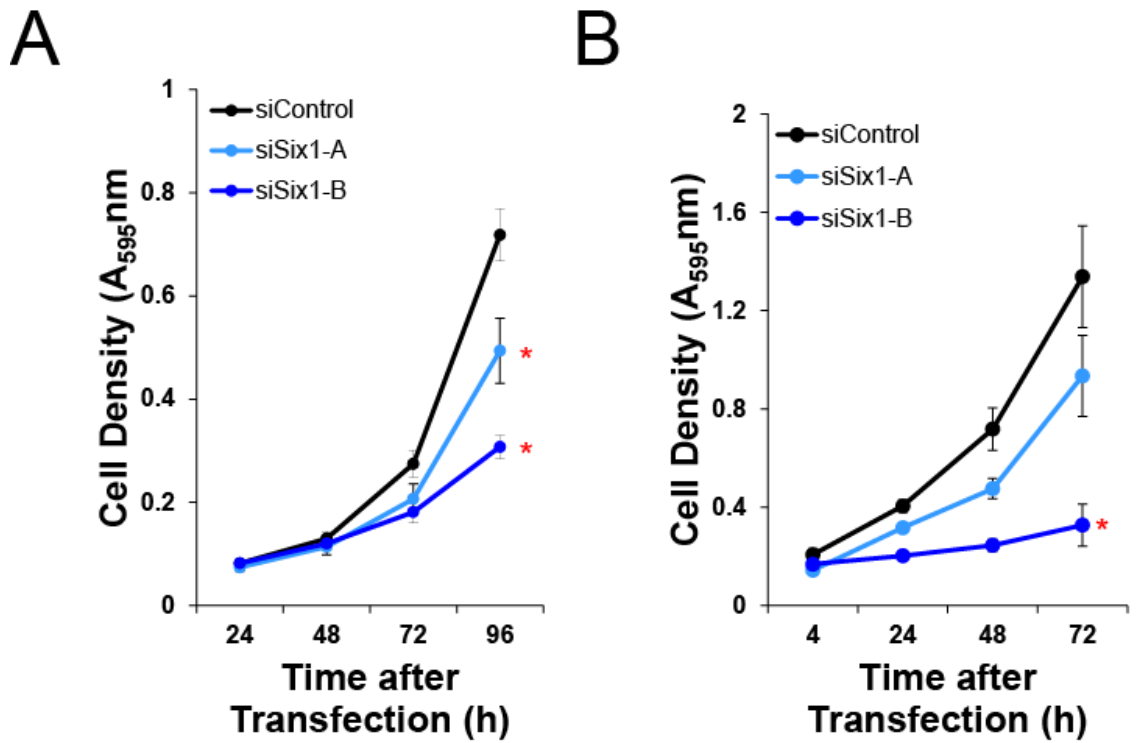 A
1
0.8
0.6
0.4
0.2
0
Cell Density (A₅₉₅nm)
siControl
siSix1-A
siSix1-B
*
*
24 48 72 96
Time after
Transfection (h)
B
2
1.6
1.2
0.8
0.4
0
Cell Density (A₅₉₅nm)
siControl
siSix1-A
siSix1-B
*
4 24 48 72
Time after
Transfection (h)